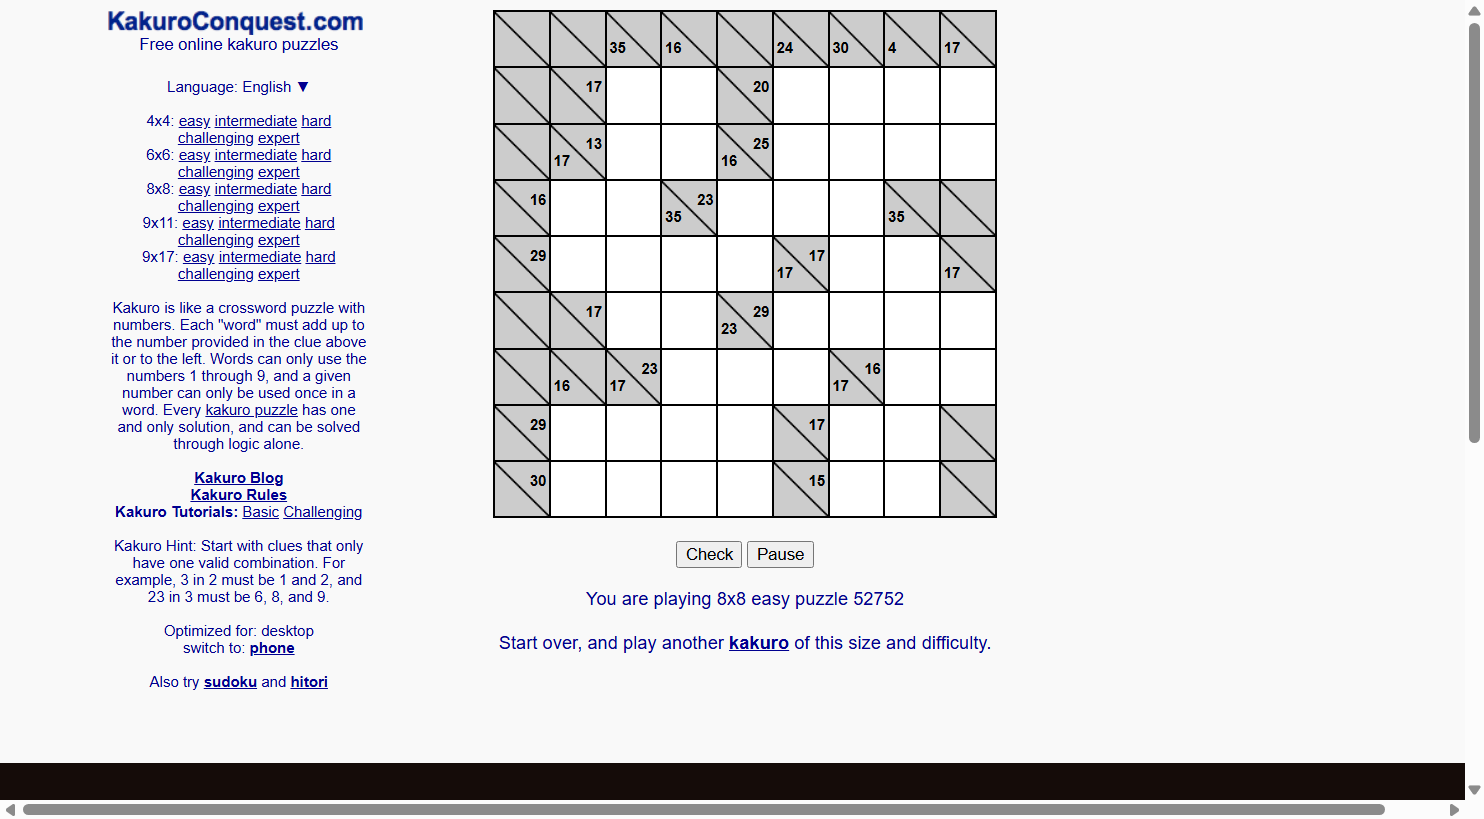 KakuroConquest.com
Free online kakuro puzzles
Language: English ▼
4x4: easy intermediate hard
challenging expert
6x6: easy intermediate hard
challenging expert
8x8: easy intermediate hard
challenging expert
9x11: easy intermediate hard
challenging expert
9x17: easy intermediate hard
challenging expert
Kakuro is like a crossword puzzle with
numbers. Each "word" must add up to
the number provided in the clue above
it or to the left. Words can only use the
numbers 1 through 9, and a given
number can only be used once in a
word. Every kakuro puzzle has one
and only solution, and can be solved
through logic alone.
Kakuro Blog
Kakuro Rules
Kakuro Tutorials: Basic Challenging
Kakuro Hint: Start with clues that only
have one valid combination. For
example, 3 in 2 must be 1 and 2, and
23 in 3 must be 6, 8, and 9.
Optimized for: desktop
switch to: phone
Also try sudoku and hitori
35 16 24 30 4 17
17 20
13 25
17 16
16 23
35 35
29 17
17 17
17 29
23
23 16
16 17 17
29 17
30 15
Check Pause
You are playing 8x8 easy puzzle 52752
Start over, and play another kakuro of this size and difficulty.